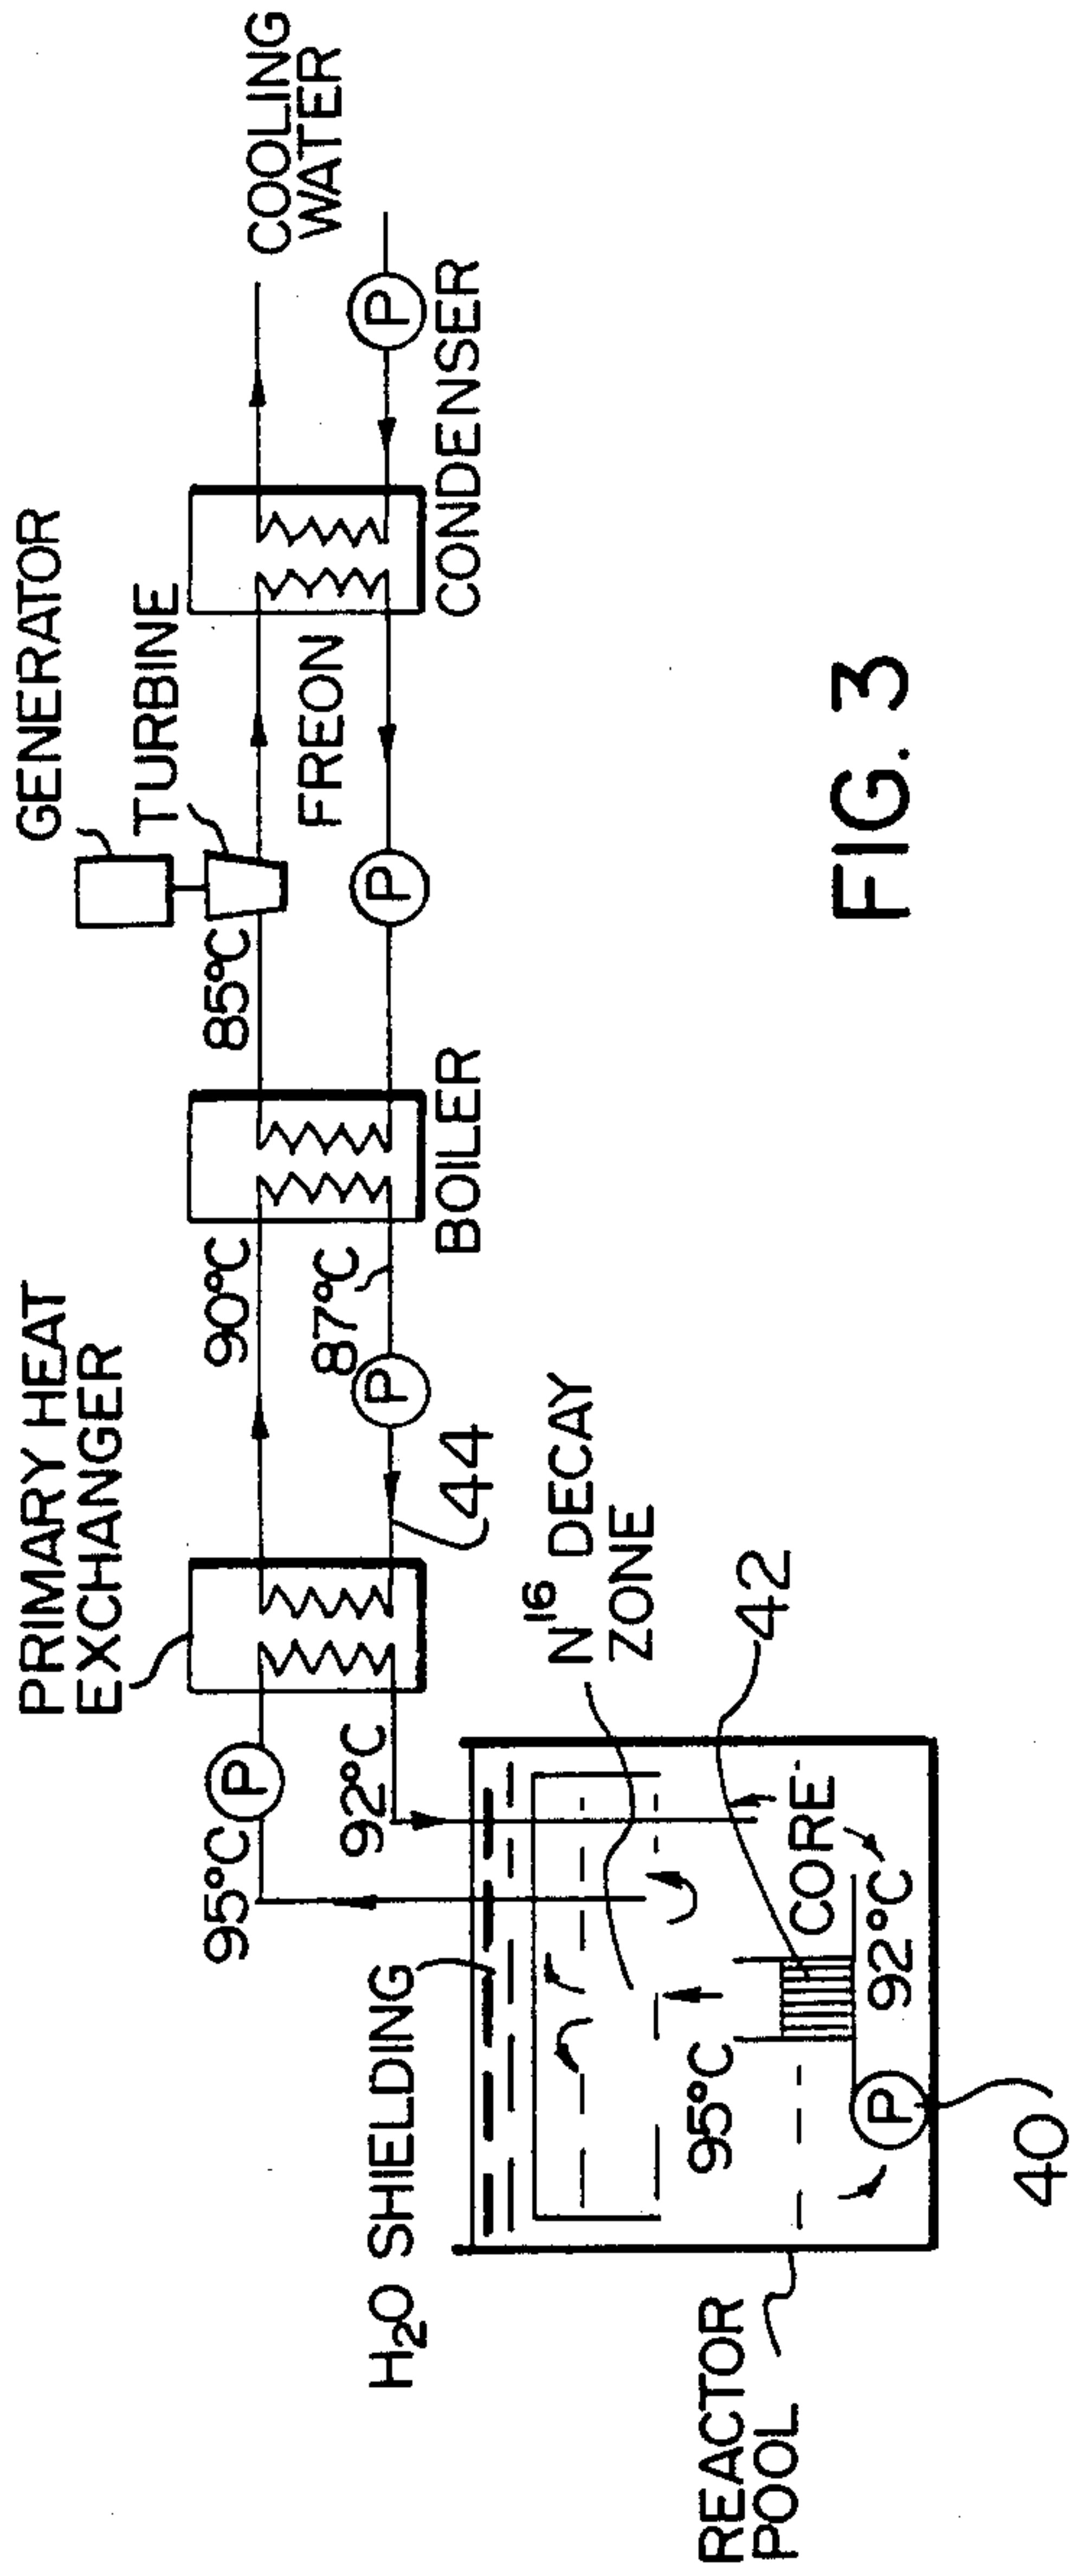 GENERATOR
TURBINE
PRIMARY HEAT
EXCHANGER
95°C
P
90°C
85°C
COOLING
WATER
92°C
87°C
P
FREON
P
P
H₂O SHIELDING
44
BOILER
CONDENSER
N¹⁶ DECAY
ZONE
REACTOR
POOL
95°C
42
CORE
92°C
P
40
FIG. 3